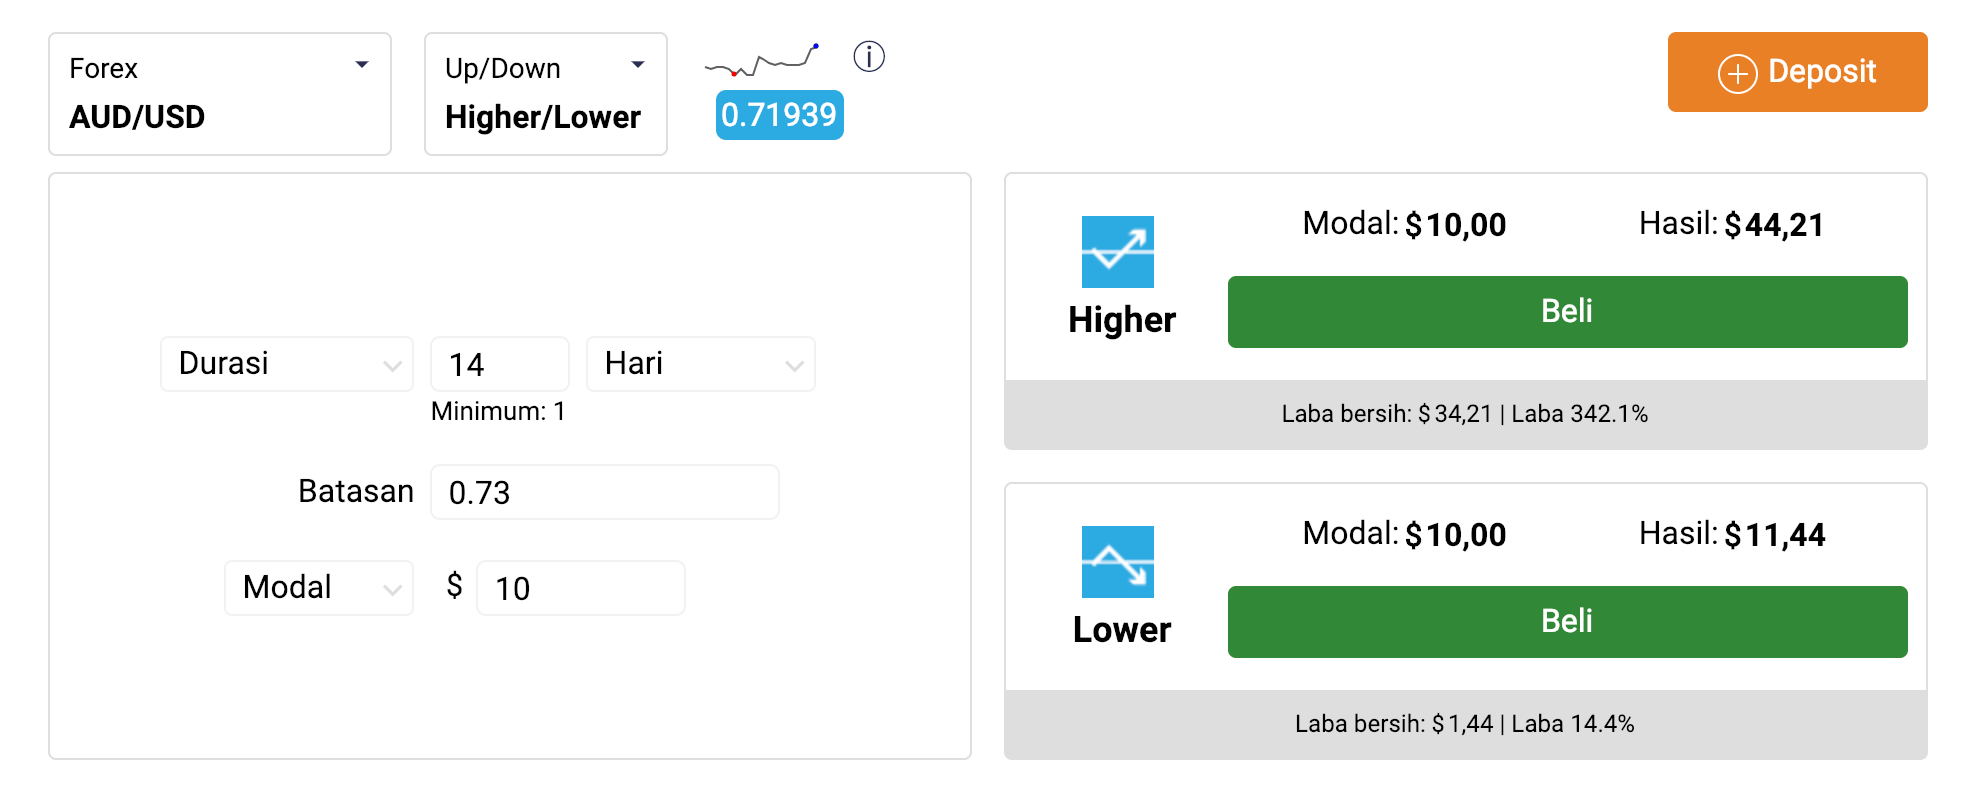 Forex
AUD/USD
Up/Down
Higher/Lower
0.71939
Deposit
Durasi 14 Hari
Minimum: 1
Batasan 0.73
Modal $ 10
Modal: $10,00 Hasil: $44,21
Higher
Beli
Laba bersih: $34,21 | Laba 342.1%
Modal: $10,00 Hasil: $11,44
Lower
Beli
Laba bersih: $1,44 | Laba 14.4%